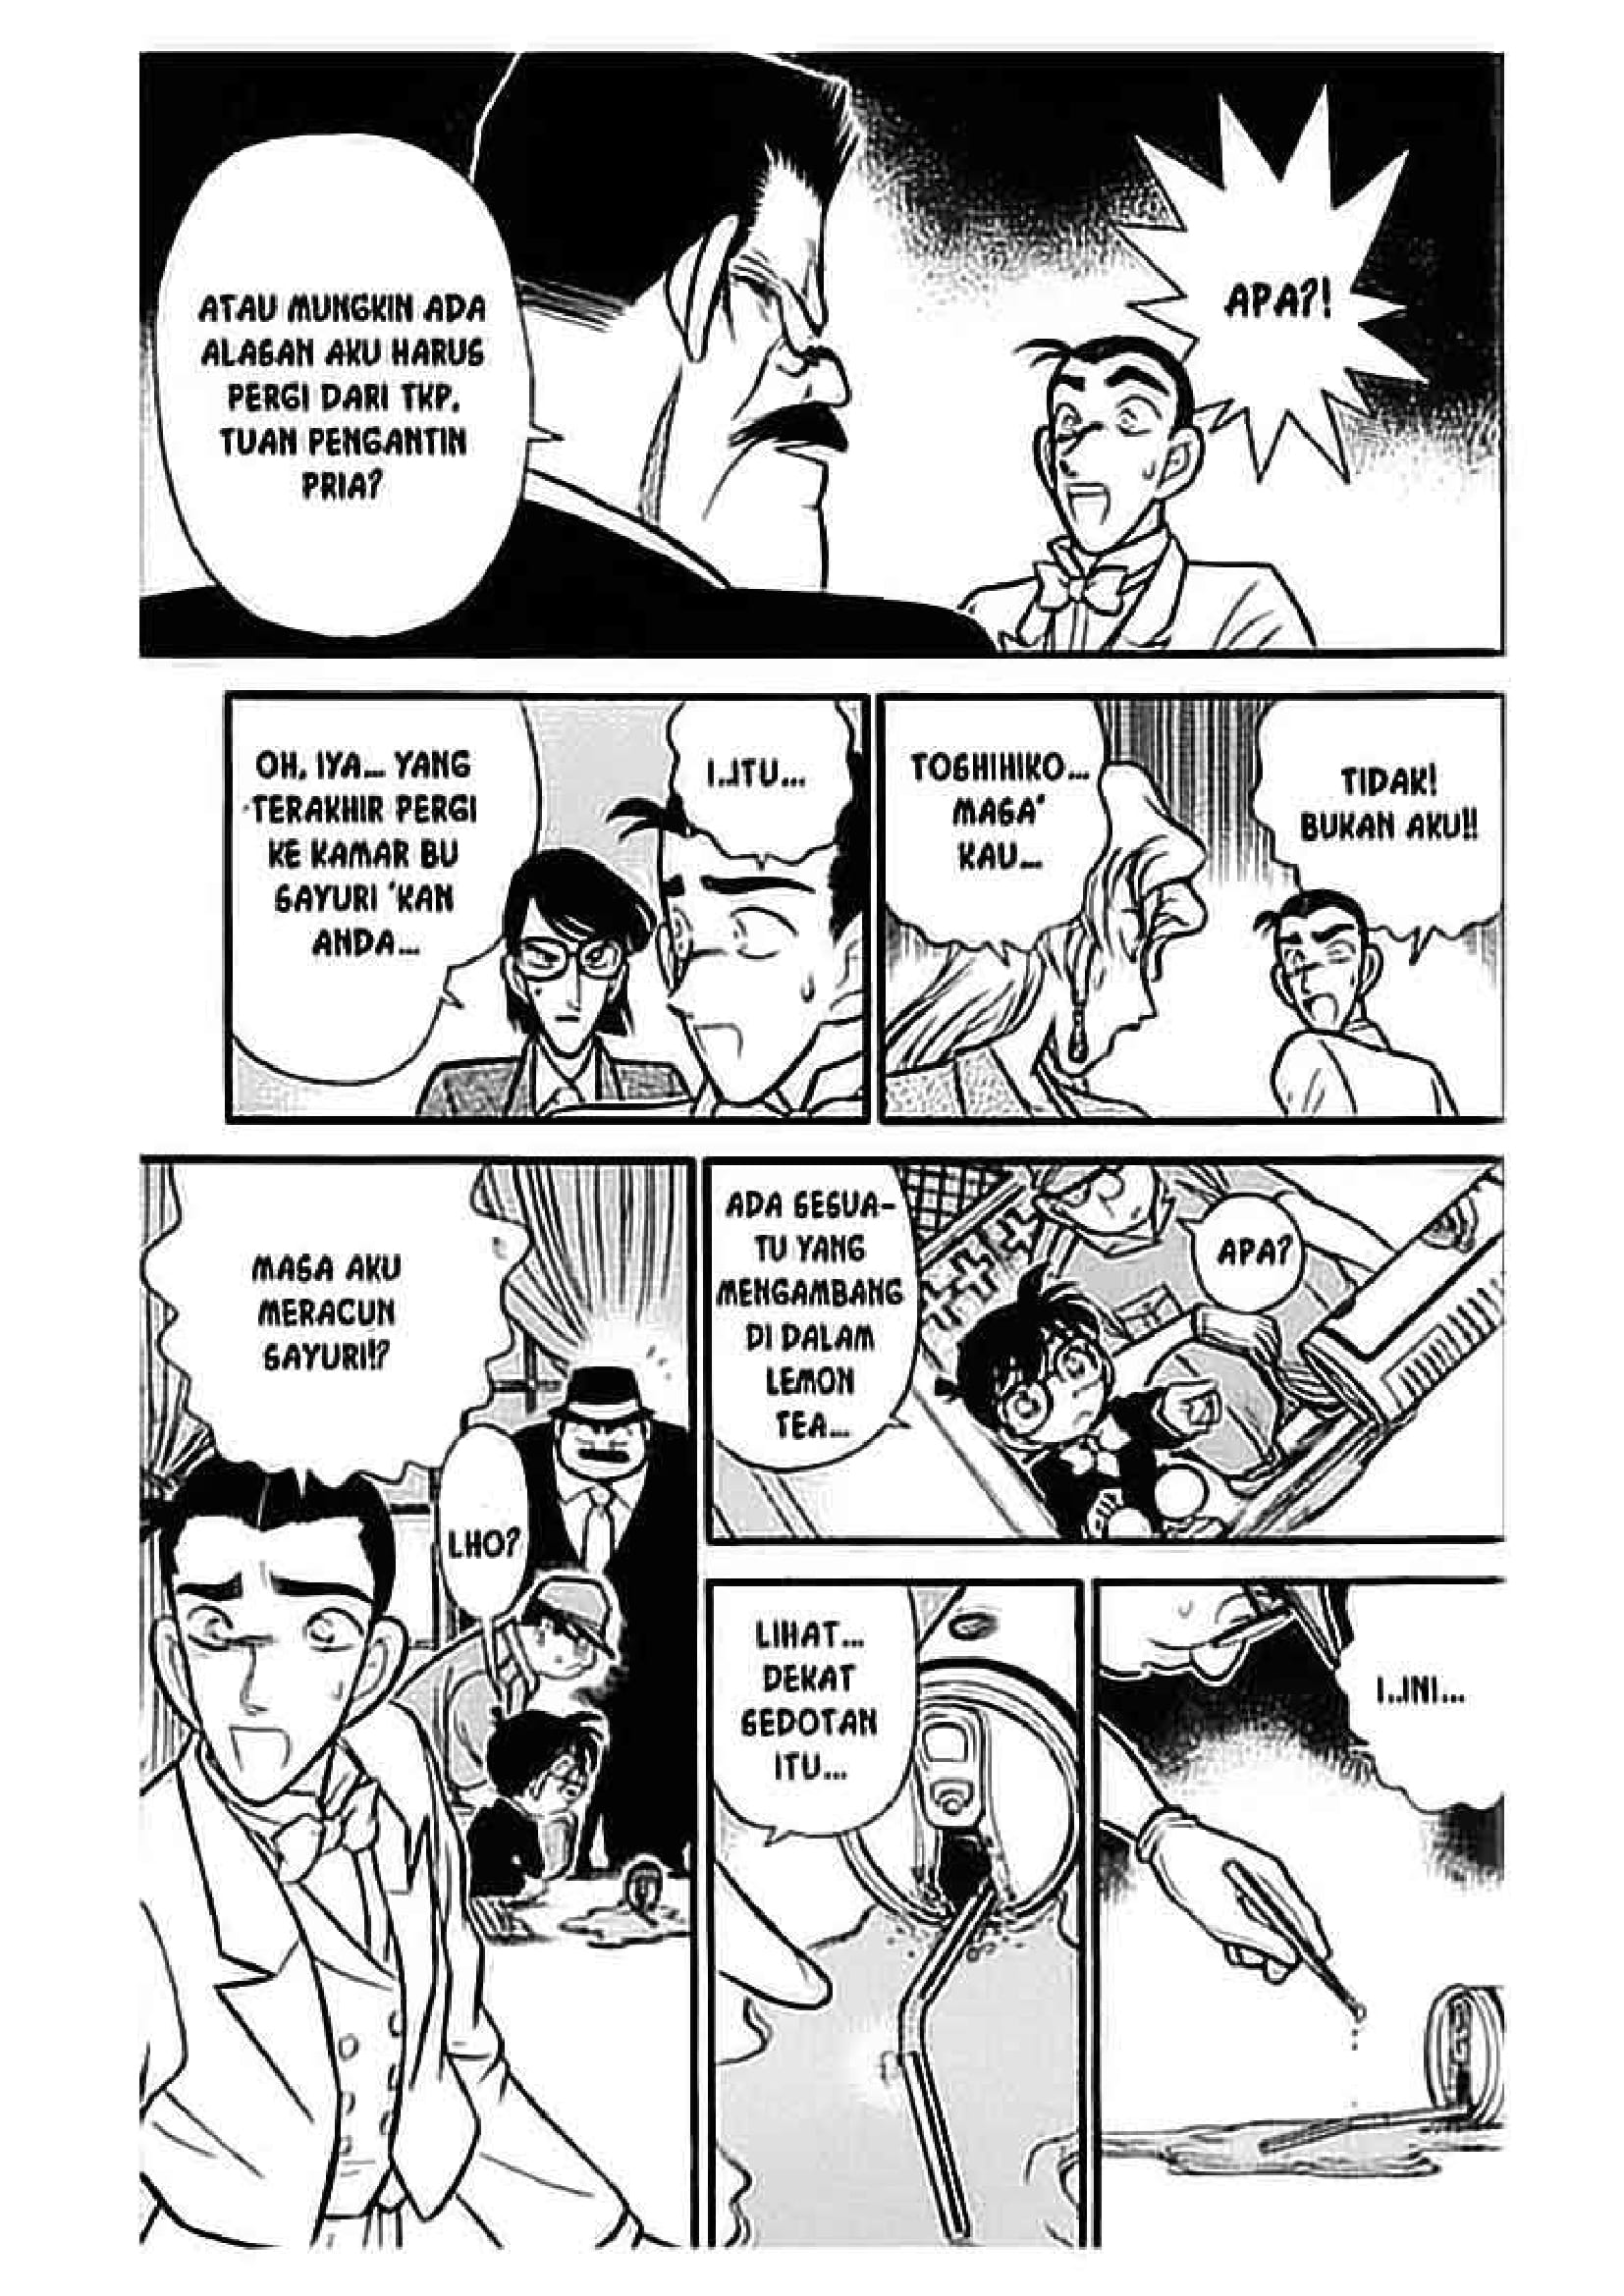 APA?!
ATAU MUNGKIN ADA
ALASAN AKU HARUS
PERGI DARI TKP,
TUAN PENGANTIN
PRIA?
TIDAK!
BUKAN AKU!!
TOSHIHIKO...
MASA'
KAU...
I..ITU...
OH, IYA... YANG
TERAKHIR PERGI
KE KAMAR BU
SAYURI 'KAN
ANDA...
MASA AKU
MERACUN
SAYURI!?
LHO?
APA?
ADA SESUA-
TU YANG
MENGAMBANG
DI DALAM
LEMON
TEA...
LIHAT...
DEKAT
SEDOTAN
ITU...
I..INI...